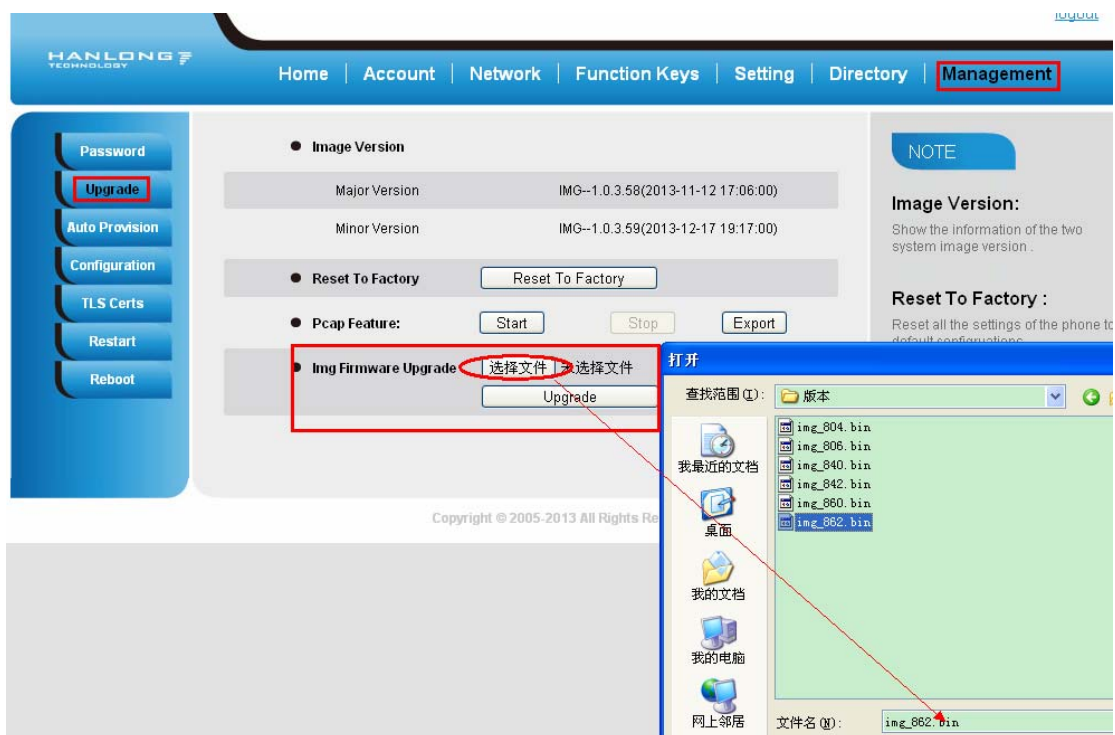 logout
HANLONG
TECHNOLOGY
Home | Account | Network | Function Keys | Setting | Directory | Management
Password
Upgrade
Auto Provision
Configuration
TLS Certs
Restart
Reboot
Image Version
Major Version IMG--1.0.3.58(2013-11-12 17:06:00)
Minor Version IMG--1.0.3.59(2013-12-17 19:17:00)
Reset To Factory Reset To Factory
Pcap Feature: Start Stop Export
Img Firmware Upgrade 选择文件 未选择文件
Upgrade
NOTE
Image Version:
Show the information of the two
system image version .
Reset To Factory :
Reset all the settings of the phone to
default configurations
打开
查找范围(I): 版本
img_804.bin
img_806.bin
img_840.bin
img_842.bin
img_860.bin
img_862.bin
我最近的文档
桌面
我的文档
我的电脑
网上邻居
文件名(N): img_862.bin
Copyright © 2005-2013 All Rights Re